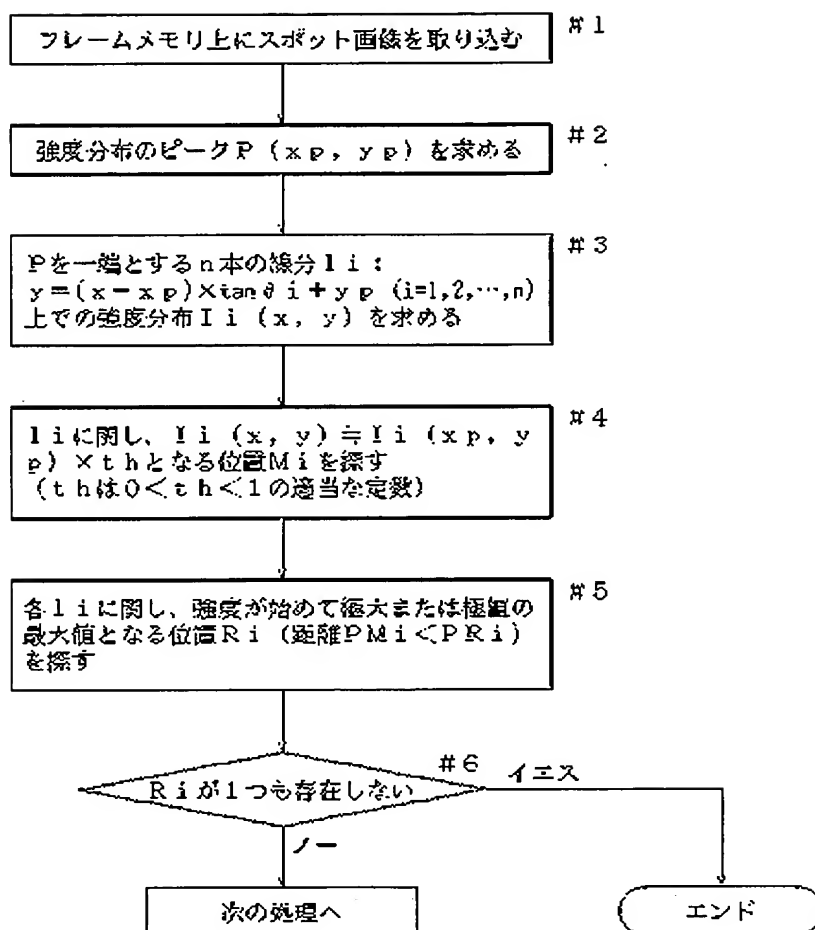 フレームメモリ上にスポット画像を取り込む
#1
強度分布のピークP(xp, yp)を求める
#2
#3
Pを一端とするn本の線分li:
y=(x-xp)×tanθi+yp (i=1,2,…,n)
上での強度分布Ii(x, y)を求める
#4
liに関し、Ii(x, y)≒Ii(xp, y
p)×thとなる位置Miを探す
(thは0<th<1の適当な定数)
#5
各liに関し、強度が始めて極大または極値の
最大値となる位置Ri(距離PMi<PRi)
を探す
#6
イエス
Riが1つも存在しない
ノー
次の処理へ
エンド